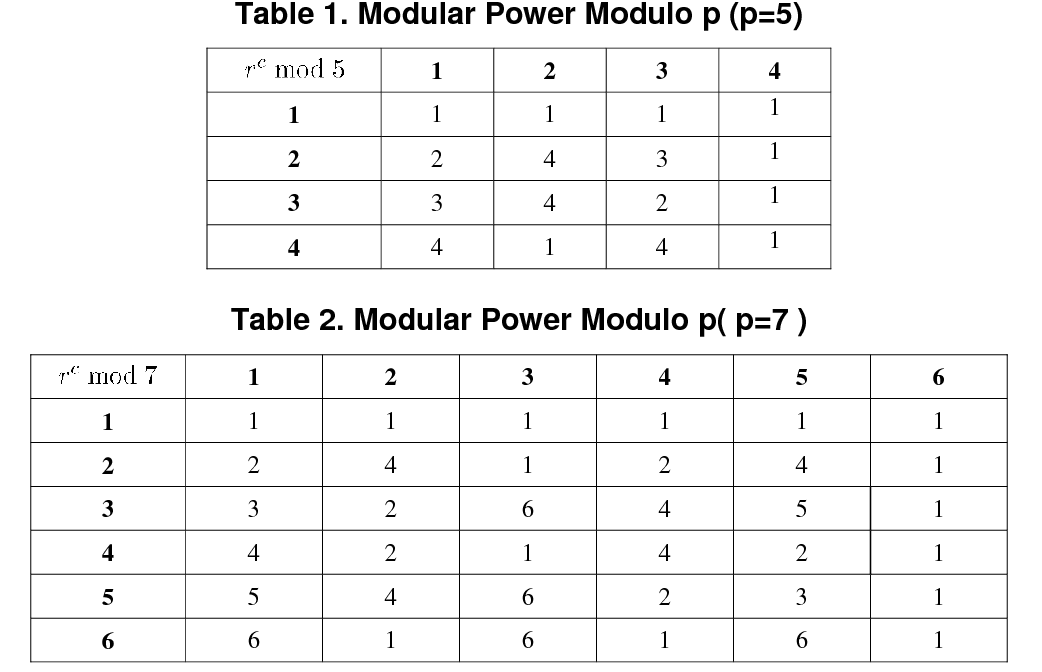 Table 1. Modular Power Modulo p (p=5)
r^c mod 5 1 2 3 4
1 1 1 1 1
2 2 4 3 1
3 3 4 2 1
4 4 1 4 1
Table 2. Modular Power Modulo p( p=7 )
r^c mod 7 1 2 3 4 5 6
1 1 1 1 1 1 1
2 2 4 1 2 4 1
3 3 2 6 4 5 1
4 4 2 1 4 2 1
5 5 4 6 2 3 1
6 6 1 6 1 6 1